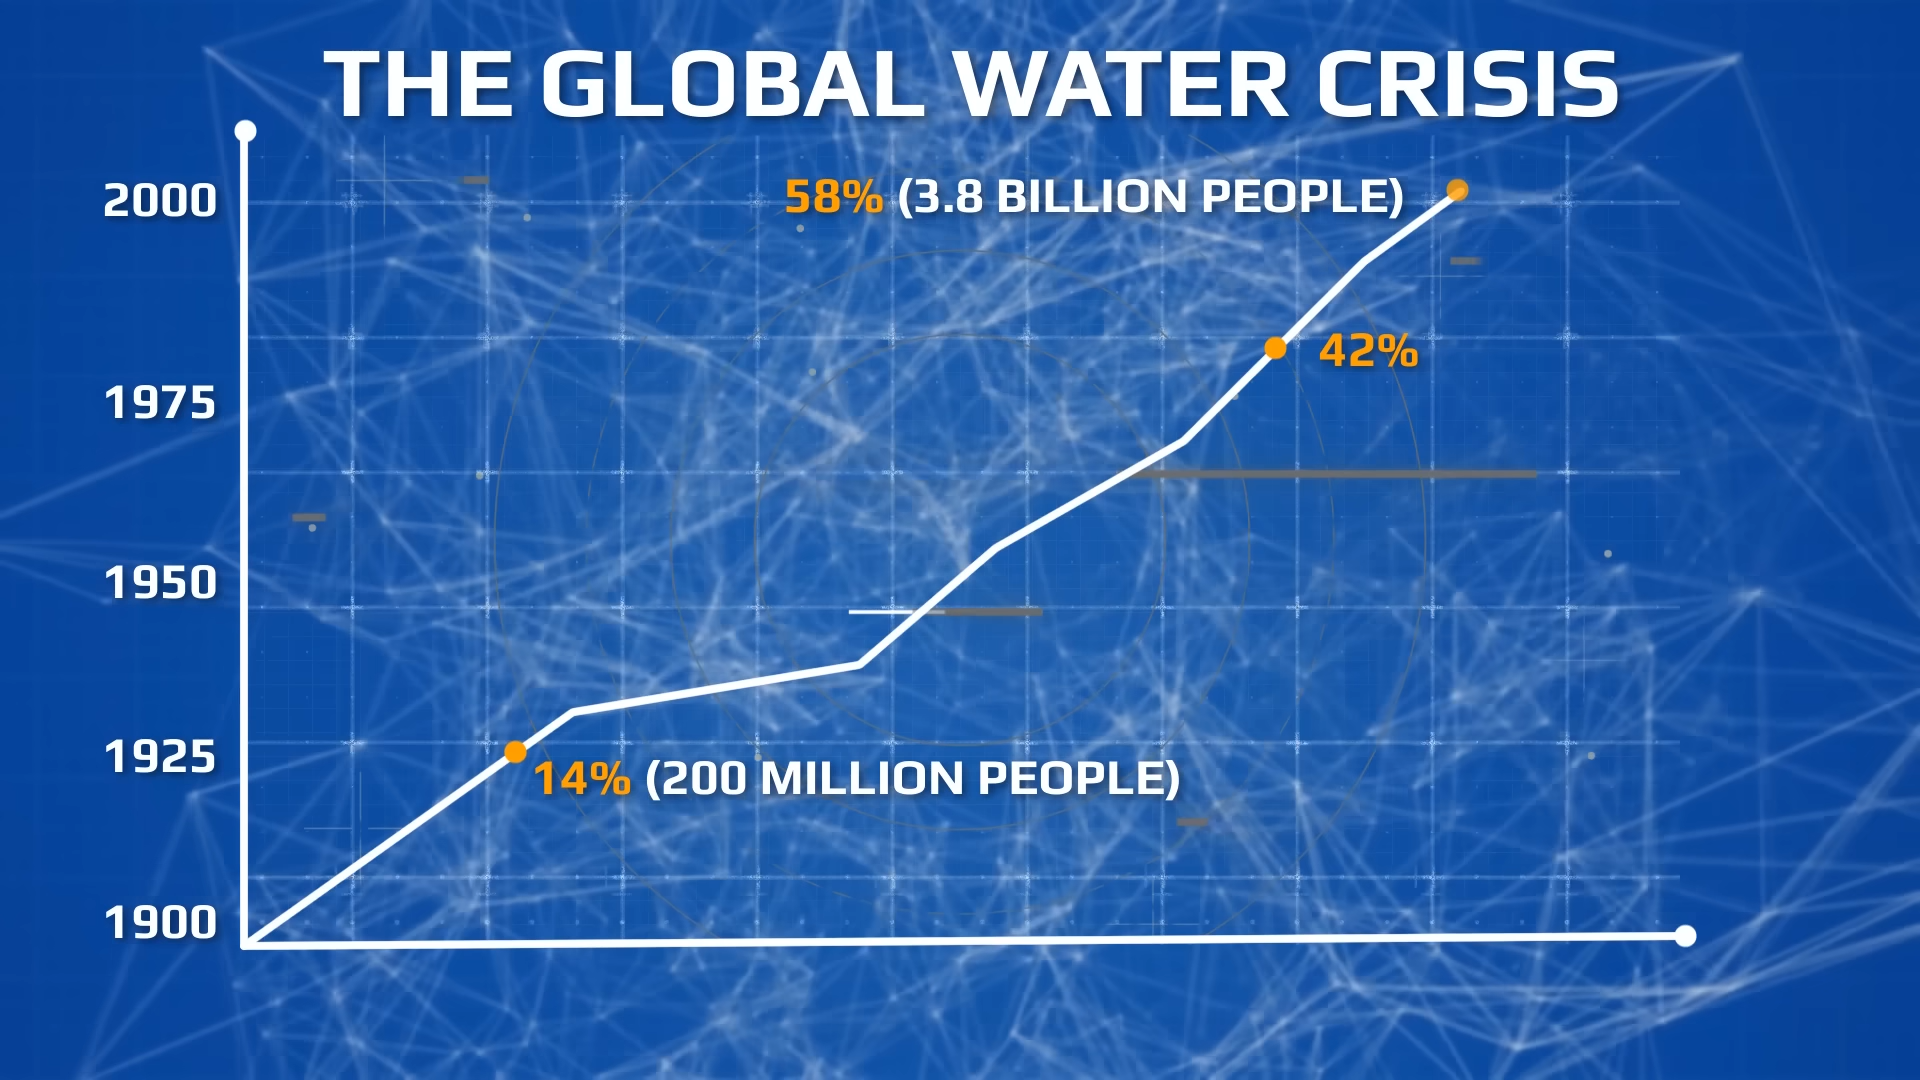 THE GLOBAL WATER CRISIS
2000
58% (3.8 BILLION PEOPLE)
42%
1975
1950
1925
14% (200 MILLION PEOPLE)
1900